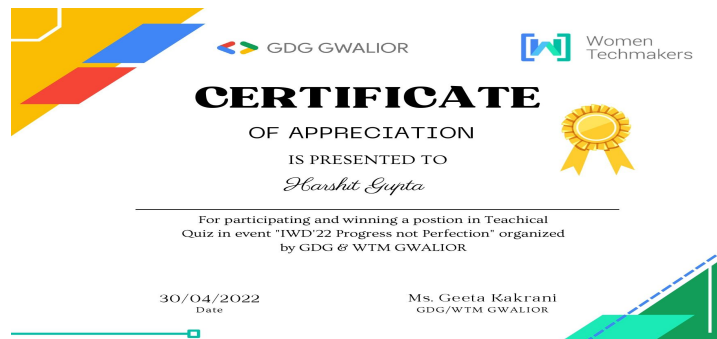 GDG GWALIOR
Women
Techmakers
CERTIFICATE
OF APPRECIATION
IS PRESENTED TO
Harshit Gupta
For participating and winning a postion in Teachical
Quiz in event "IWD'22 Progress not Perfection" organized
by GDG & WTM GWALIOR
30/04/2022
Date
Ms. Geeta Kakrani
GDG/WTM GWALIOR